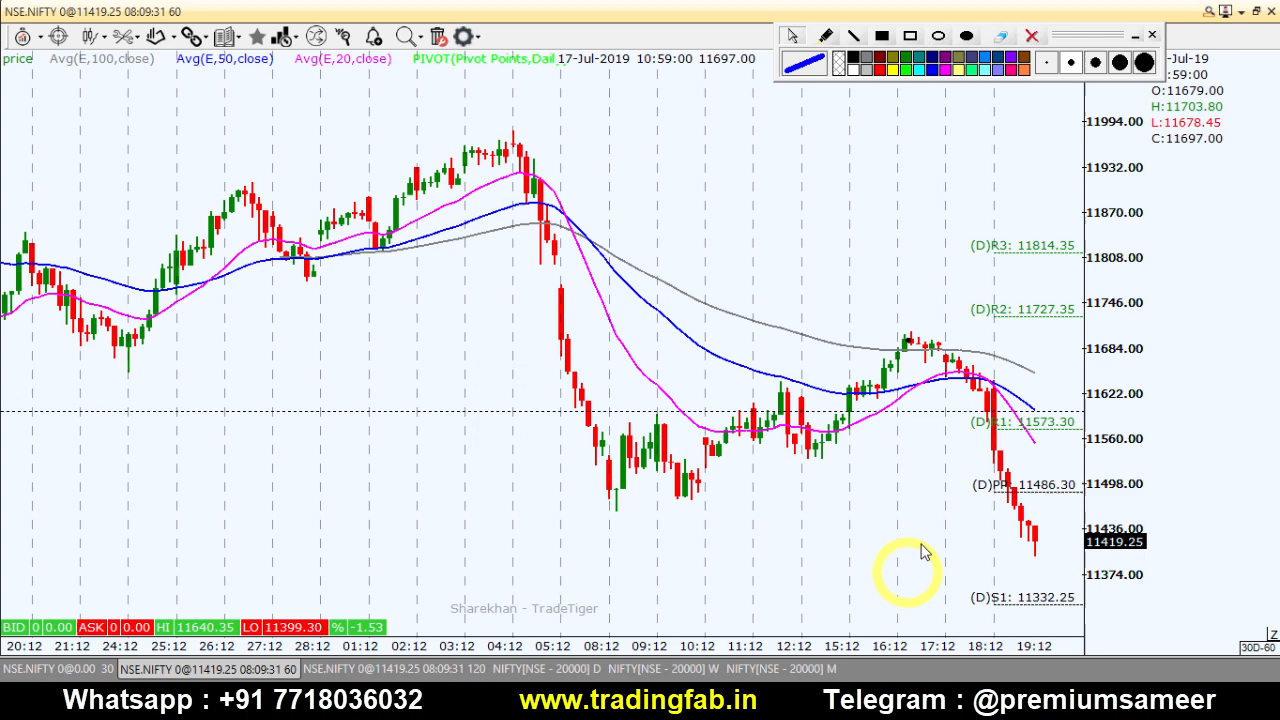 NSE.NIFTY 0@11419.25 08:09:31 60
price Avg(E,100,close) Avg(E,50,close) Avg(E,20,close) PIVOT(Pivot Points,Dail 17-Jul-2019 10:59:00 11697.00
-Jul-19
:59:00
O:11679.00
H:11703.80
L:11678.45
C:11697.00
11994.00
11932.00
11870.00
(D)R3: 11814.35
11808.00
11746.00
(D)R2: 11727.35
11684.00
11622.00
(D)R1: 11573.30
11560.00
(D)PP: 11486.30
11498.00
11436.00
11419.25
11374.00
(D)S1: 11332.25
Sharekhan - TradeTiger
BID 0 0.00 ASK 0 0.00 HI 11640.35 LO 11399.30 % -1.53
20:12 21:12 24:12 25:12 26:12 27:12 28:12 01:12 02:12 03:12 04:12 05:12 08:12 09:12 10:12 11:12 12:12 15:12 16:12 17:12 18:12 19:12
Z
30D-60
NSE.NIFTY 0@0.00 30 NSE.NIFTY 0@11419.25 08:09:31 60 NSE.NIFTY 0@11419.25 08:09:31 120 NIFTY[NSE - 20000] D NIFTY[NSE - 20000] W NIFTY[NSE - 20000] M
Whatsapp : +91 7718036032 www.tradingfab.in Telegram : @premiumsameer